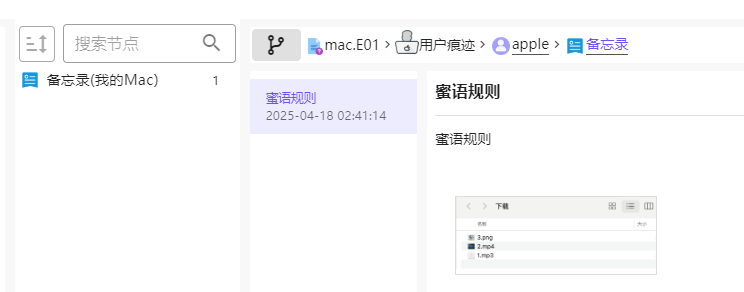 搜索节点
mac.E01 > 用户痕迹 > apple > 备忘录
备忘录(我的Mac) 1
蜜语规则
2025-04-18 02:41:14
蜜语规则
蜜语规则
下载
名称 大小
3.png
2.mp4
1.mp3